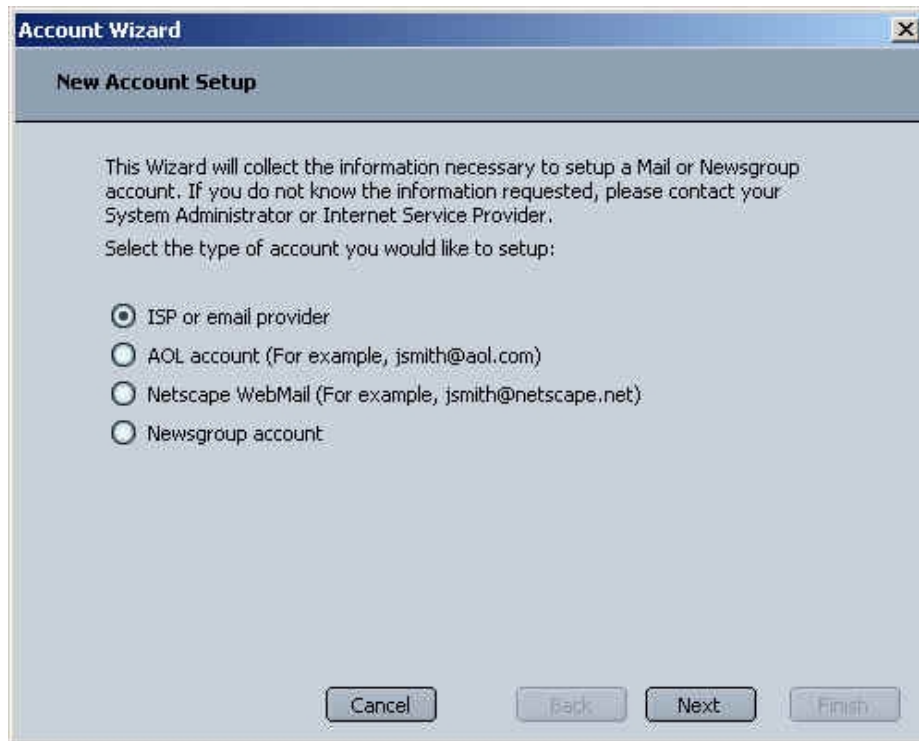 Account Wizard
New Account Setup
This Wizard will collect the information necessary to setup a Mail or Newsgroup
account. If you do not know the information requested, please contact your
System Administrator or Internet Service Provider.
Select the type of account you would like to setup:
ISP or email provider
AOL account (For example, jsmith@aol.com)
Netscape WebMail (For example, jsmith@netscape.net)
Newsgroup account
Cancel Back Next Finish